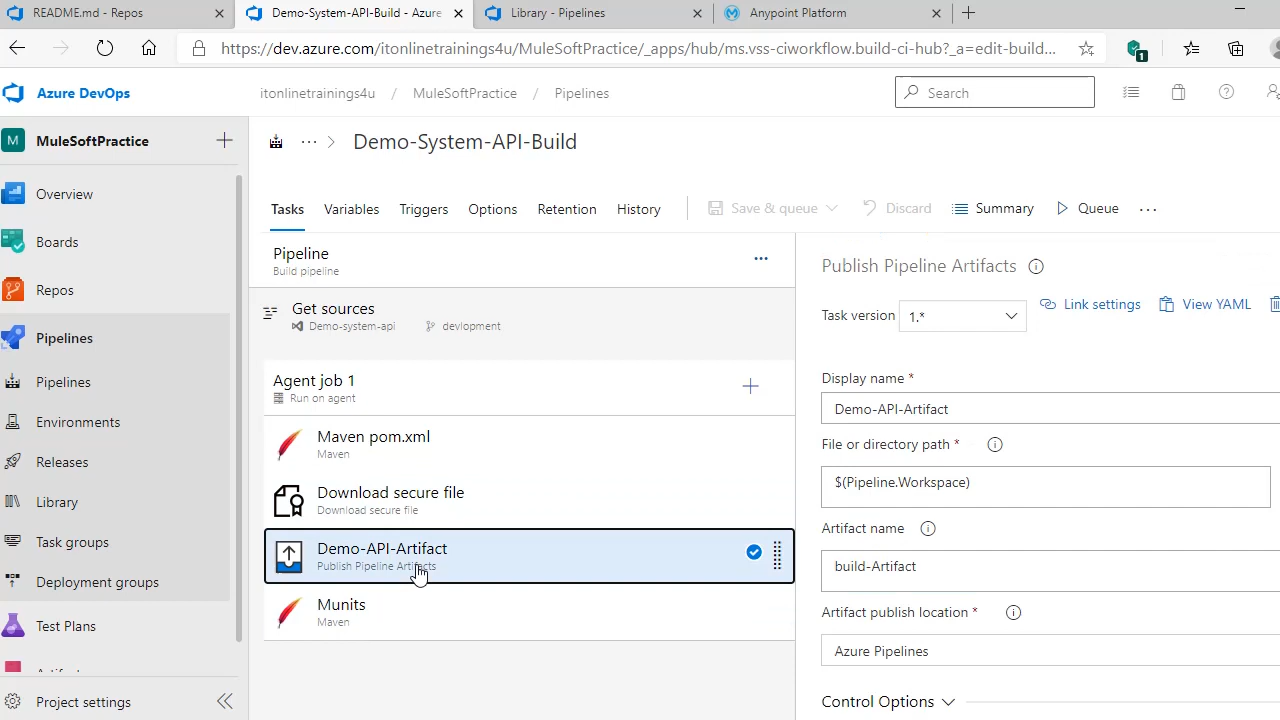 README.md - Repos
Demo-System-API-Build - Azure
Library - Pipelines
Anypoint Platform
https://dev.azure.com/itonlinetrainings4u/MuleSoftPractice/_apps/hub/ms.vss-ciworkflow.build-ci-hub?_a=edit-build...
1
Azure DevOps
itonlinetrainings4u / MuleSoftPractice / Pipelines
Search
M MuleSoftPractice
Demo-System-API-Build
Overview
Boards
Repos
Pipelines
Pipelines
Environments
Releases
Library
Task groups
Deployment groups
Test Plans
Project settings
Tasks Variables Triggers Options Retention History Save & queue Discard Summary Queue
Pipeline
Build pipeline
Get sources
Demo-system-api devlopment
Agent job 1
Run on agent
Maven pom.xml
Maven
Download secure file
Download secure file
Demo-API-Artifact
Publish Pipeline Artifacts
Munits
Maven
Publish Pipeline Artifacts
Task version 1.* Link settings View YAML
Display name *
Demo-API-Artifact
File or directory path *
$(Pipeline.Workspace)
Artifact name
build-Artifact
Artifact publish location *
Azure Pipelines
Control Options